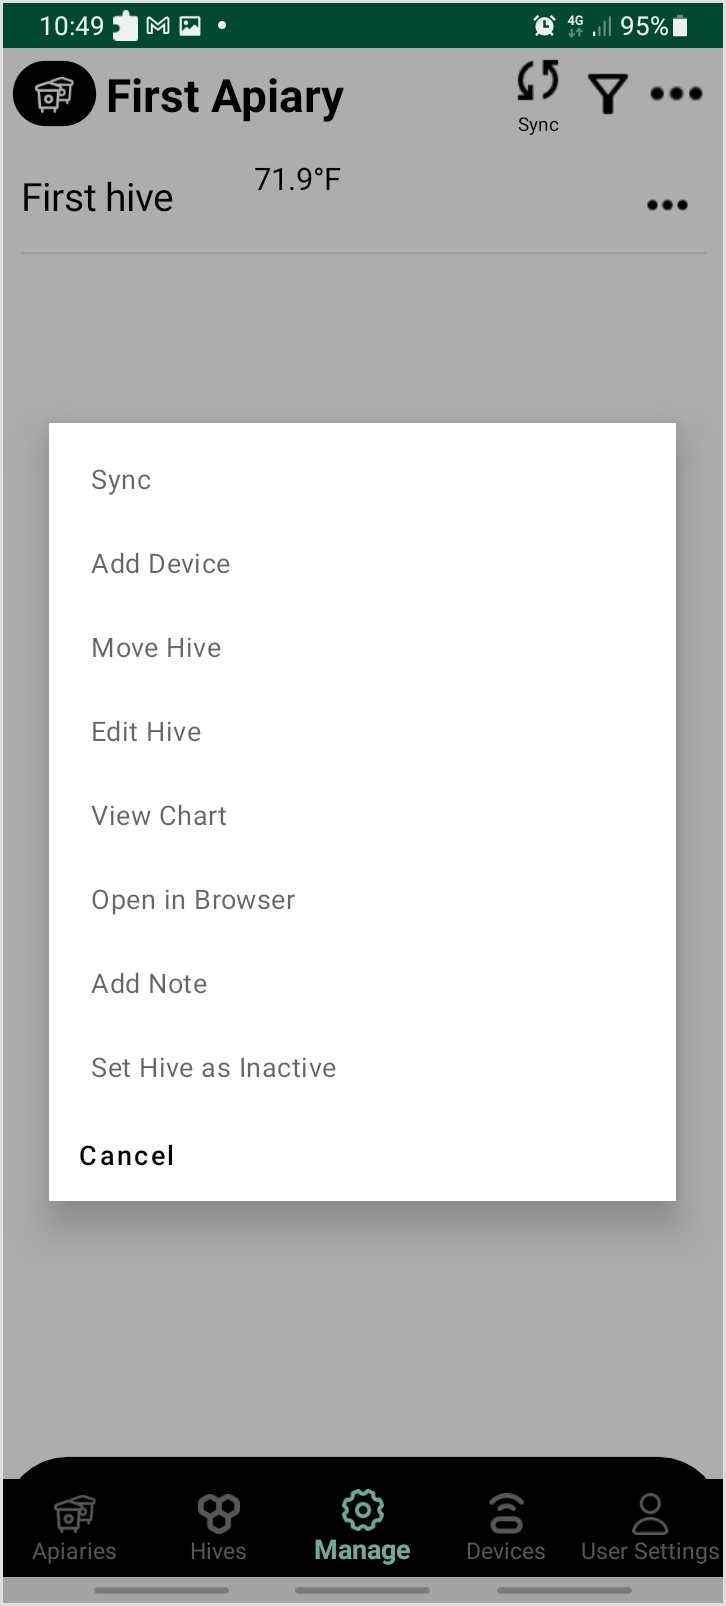 10:49 4G 95%
First Apiary
Sync
First hive 71.9°F
Sync
Add Device
Move Hive
Edit Hive
View Chart
Open in Browser
Add Note
Set Hive as Inactive
Cancel
Apiaries Hives Manage Devices User Settings